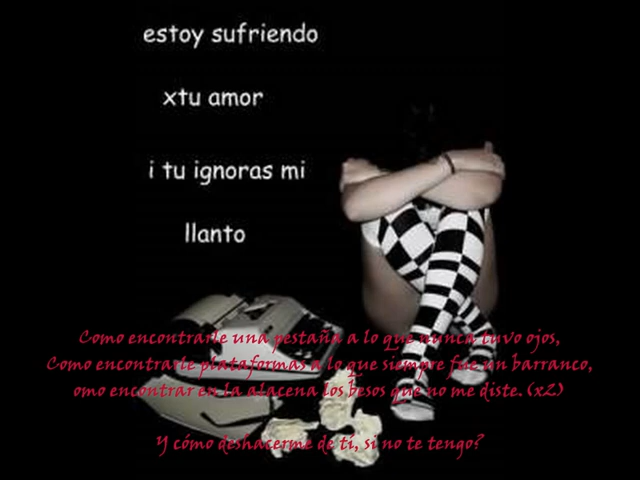 estoy sufriendo
xtu amor
i tu ignoras mi
llanto
Como encontrarle una pestaña a lo que nunca tuvo ojos,
Como encontrarle plataformas a lo que siempre fue un barranco,
omo encontrar en la alacena los besos que no me diste.(x2)
Y cómo deshacerme de tí, si no te tengo?